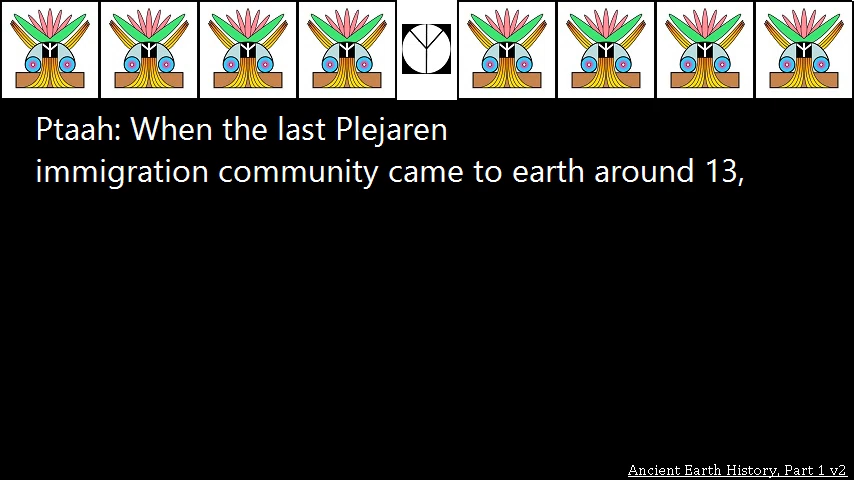 Ptaah: When the last Plejaren
immigration community came to earth around 13,
Ancient Earth History, Part 1 v2